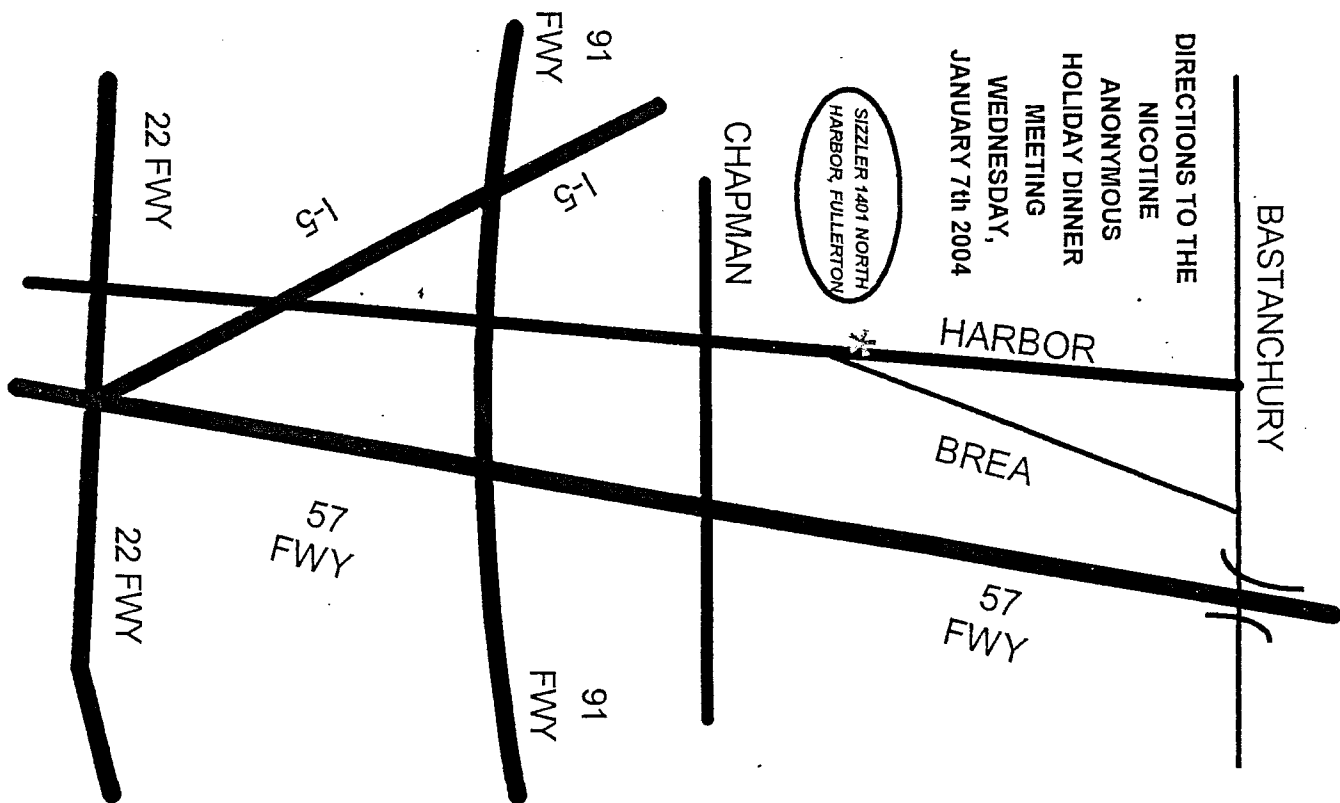 DIRECTIONS TO THE
NICOTINE
ANONYMOUS
HOLIDAY DINNER
MEETING
WEDNESDAY,
JANUARY 7th 2004
SIZZLER 1401 NORTH
HARBOR, FULLERTON
BASTANCHURY
HARBOR
BREA
57
FWY
CHAPMAN
91
FWY
91
FWY
I-5
I-5
57
FWY
22 FWY
22 FWY